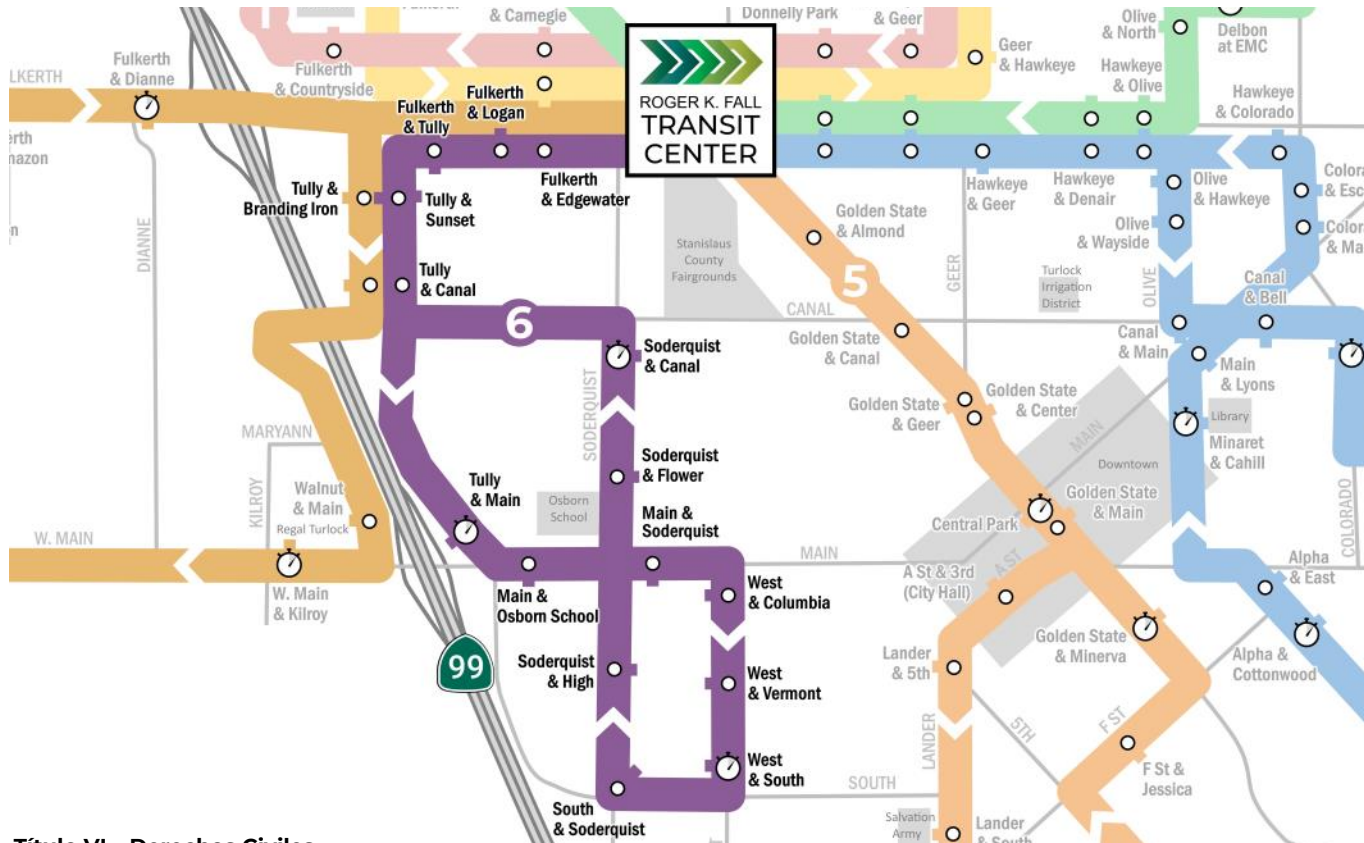 & Carnegie
Donnelly Park
& Geer
Olive
& North
Delbon
at EMC
Fulkerth
& Dianne
Fulkerth
& Countryside
Geer
& Hawkeye
Hawkeye
& Olive
Hawkeye
& Colorado
Fulkerth
& Tully
Fulkerth
& Logan
ROGER K. FALL
TRANSIT
CENTER
Tully &
Branding Iron
Tully &
Sunset
Fulkerth
& Edgewater
Hawkeye
& Geer
Hawkeye
& Denair
Olive
& Hawkeye
Olive
& Wayside
DIANNE
Tully
& Canal
Stanislaus
County
Fairgrounds
Golden State
& Almond
GEER
Turlock
Irrigation
District
OLIVE
Canal
& Bell
5
6
CANAL
Soderquist
& Canal
Golden State
& Canal
Canal
& Main
Main
& Lyons
SODERQUIST
MARYANN
Golden State
& Geer
Golden State
& Center
MAIN
Library
Minaret
& Cahill
Downtown
KILROY
Walnut
& Main
Regal Turlock
Tully
& Main
Soderquist
& Flower
Osborn
School
Main &
Soderquist
Central Park
Golden State
& Main
COLORADO
W. MAIN
MAIN
W. Main
& Kilroy
Main &
Osborn School
West
& Columbia
A St & 3rd
(City Hall)
A ST
Alpha
& East
99
Soderquist
& High
West
& Vermont
Lander
& 5th
Golden State
& Minerva
Alpha &
Cottonwood
LANDER
5TH
F ST
West
& South
SOUTH
F St &
Jessica
South
& Soderquist
Salvation
Army
Lander
& South